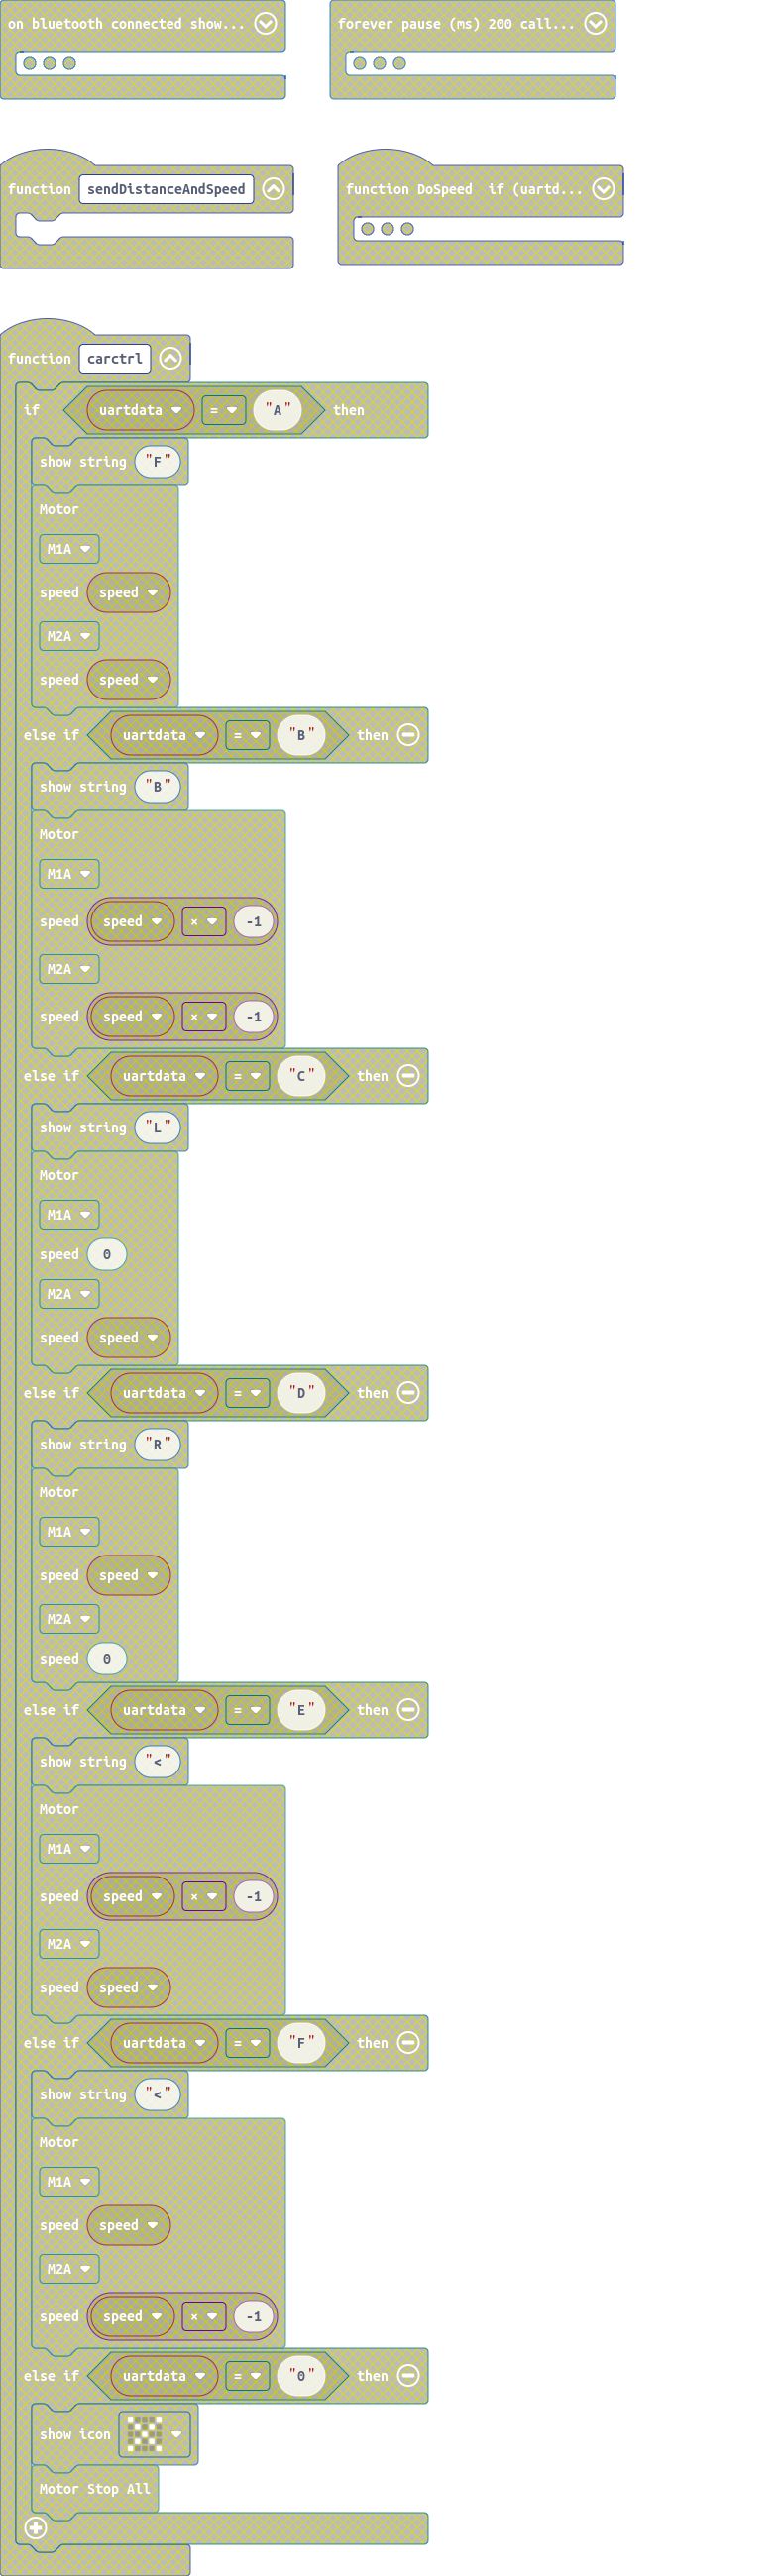 on bluetooth connected show...
forever pause (ms) 200 call...
function sendDistanceAndSpeed
function DoSpeed if (uartd...
function carctrl
if uartdata = "A" then
show string "F"
Motor
M1A
speed speed
M2A
speed speed
else if uartdata = "B" then
show string "B"
Motor
M1A
speed speed × -1
M2A
speed speed × -1
else if uartdata = "C" then
show string "L"
Motor
M1A
speed 0
M2A
speed speed
else if uartdata = "D" then
show string "R"
Motor
M1A
speed speed
M2A
speed 0
else if uartdata = "E" then
show string "<"
Motor
M1A
speed speed × -1
M2A
speed speed
else if uartdata = "F" then
show string "<"
Motor
M1A
speed speed
M2A
speed speed × -1
else if uartdata = "0" then
show icon
Motor Stop All